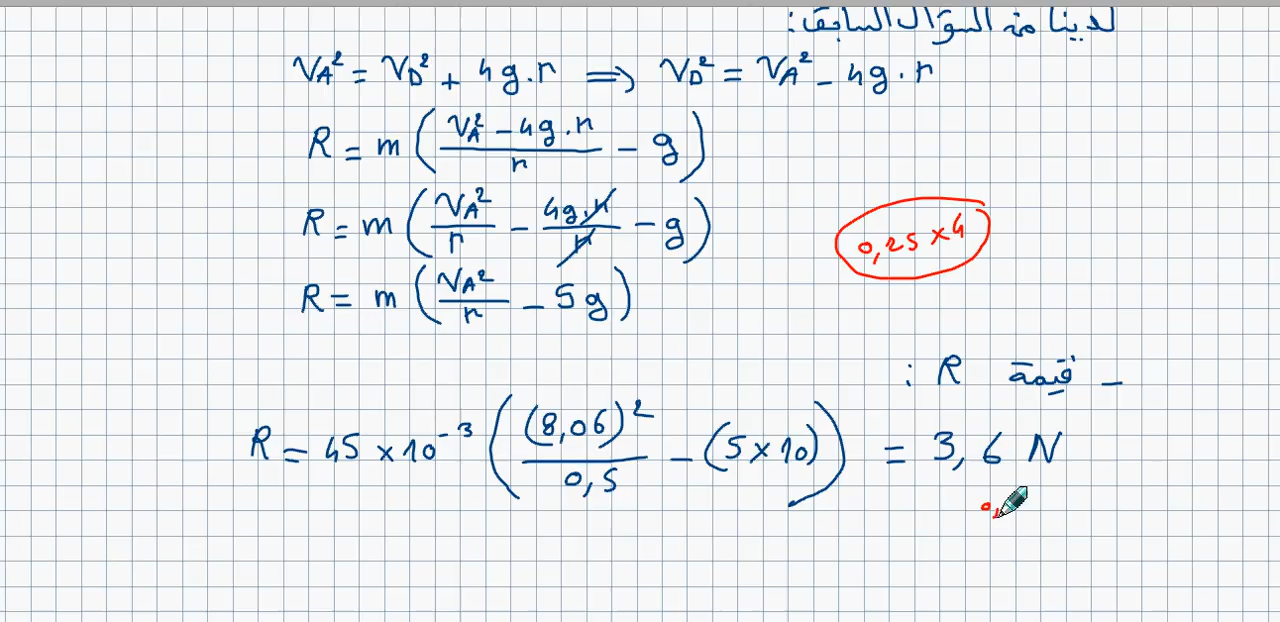 لدينا من السؤال السابق:
V_A² = V_D² + 4g.r ⟹ V_D² = V_A² - 4g.r
R = m ( (V_A² - 4g.r)/r - g )
R = m ( V_A²/r - 4g.r/r - g )
0,25 × 4
R = m ( V_A²/r - 5g )
- قيمة R :
R = 45 × 10⁻³ ( (8,06)²/0,5 - (5 × 10) ) = 3,6 N
0,